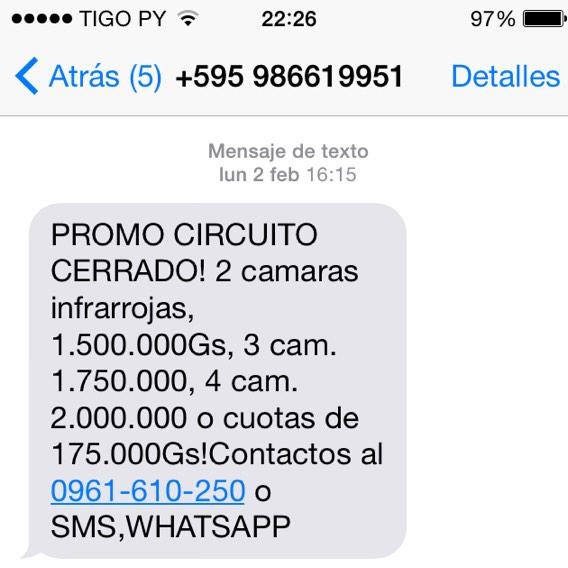 TIGO PY 22:26 97%
Atrás (5) +595 986619951 Detalles
Mensaje de texto
lun 2 feb 16:15
PROMO CIRCUITO
CERRADO! 2 camaras
infrarrojas,
1.500.000Gs, 3 cam.
1.750.000, 4 cam.
2.000.000 o cuotas de
175.000Gs!Contactos al
0961-610-250 o
SMS,WHATSAPP